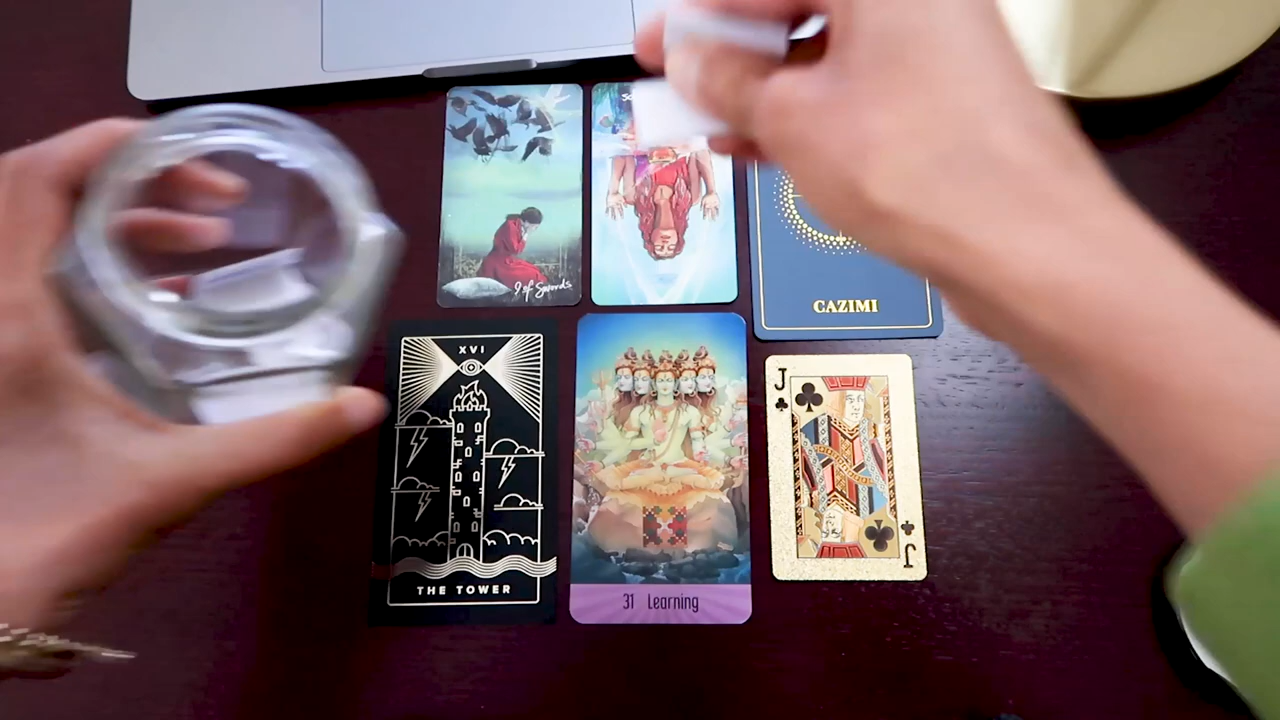 9 of Swords
CAZIMI
XVI
THE TOWER
31 Learning
J
J